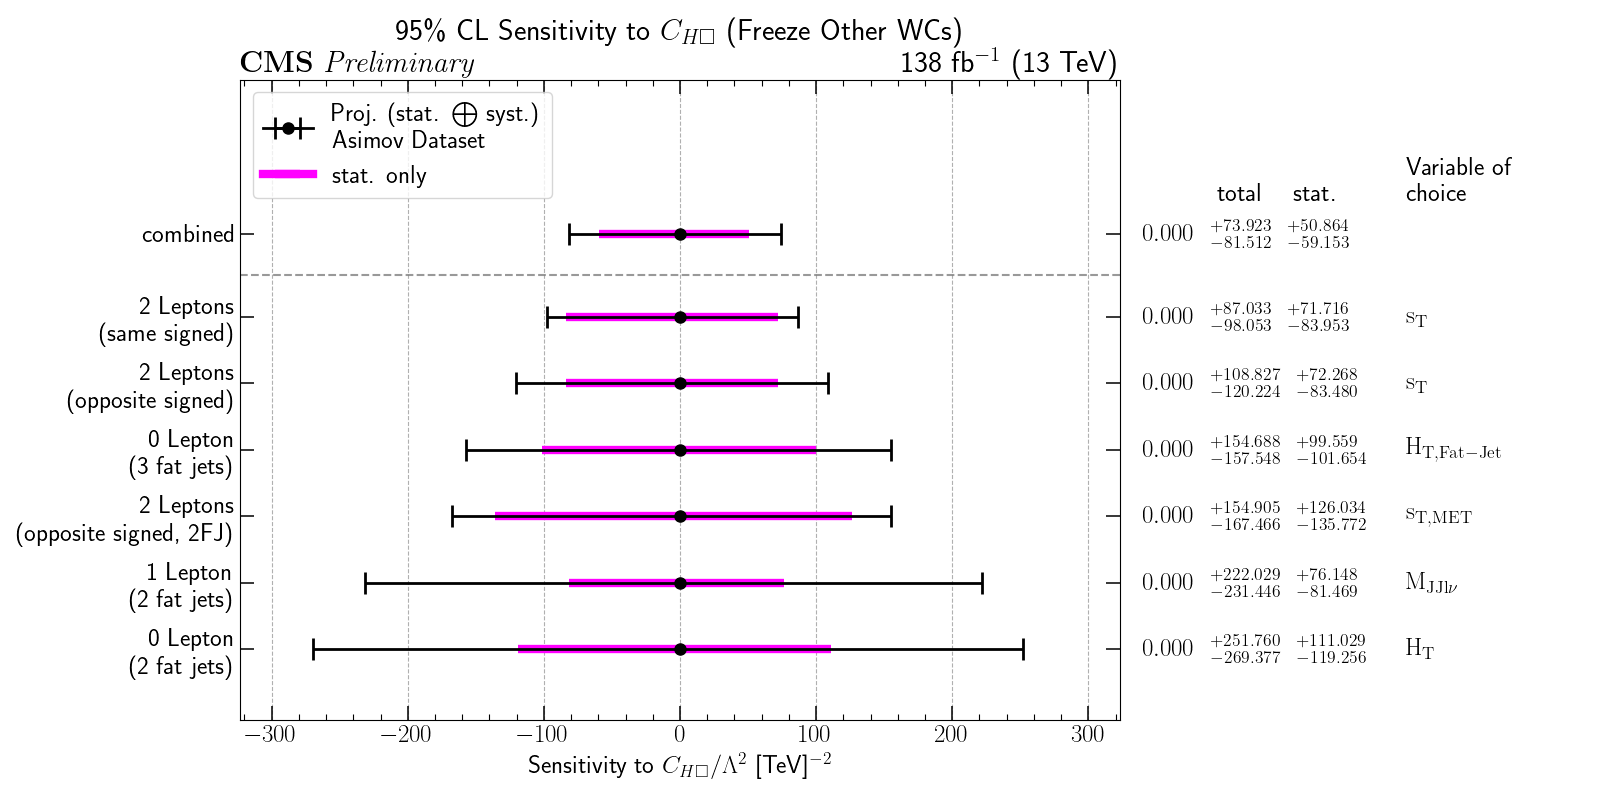 95% CL Sensitivity to C_{H□} (Freeze Other WCs)
CMS Preliminary 138 fb⁻¹ (13 TeV)
Proj. (stat. ⨁ syst.)
Asimov Dataset
stat. only
total stat. Variable of
choice
combined 0.000 +73.923 +50.864
−81.512 −59.153
2 Leptons
(same signed) 0.000 +87.033 +71.716
−98.053 −83.953 s_T
2 Leptons
(opposite signed) 0.000 +108.827 +72.268
−120.224 −83.480 s_T
0 Lepton
(3 fat jets) 0.000 +154.688 +99.559
−157.548 −101.654 H_{T,Fat−Jet}
2 Leptons
(opposite signed, 2FJ) 0.000 +154.905 +126.034
−167.466 −135.772 s_{T,MET}
1 Lepton
(2 fat jets) 0.000 +222.029 +76.148
−231.446 −81.469 M_{JJlν}
0 Lepton
(2 fat jets) 0.000 +251.760 +111.029
−269.377 −119.256 H_T
−300 −200 −100 0 100 200 300
Sensitivity to C_{H□}/Λ² [TeV]⁻²